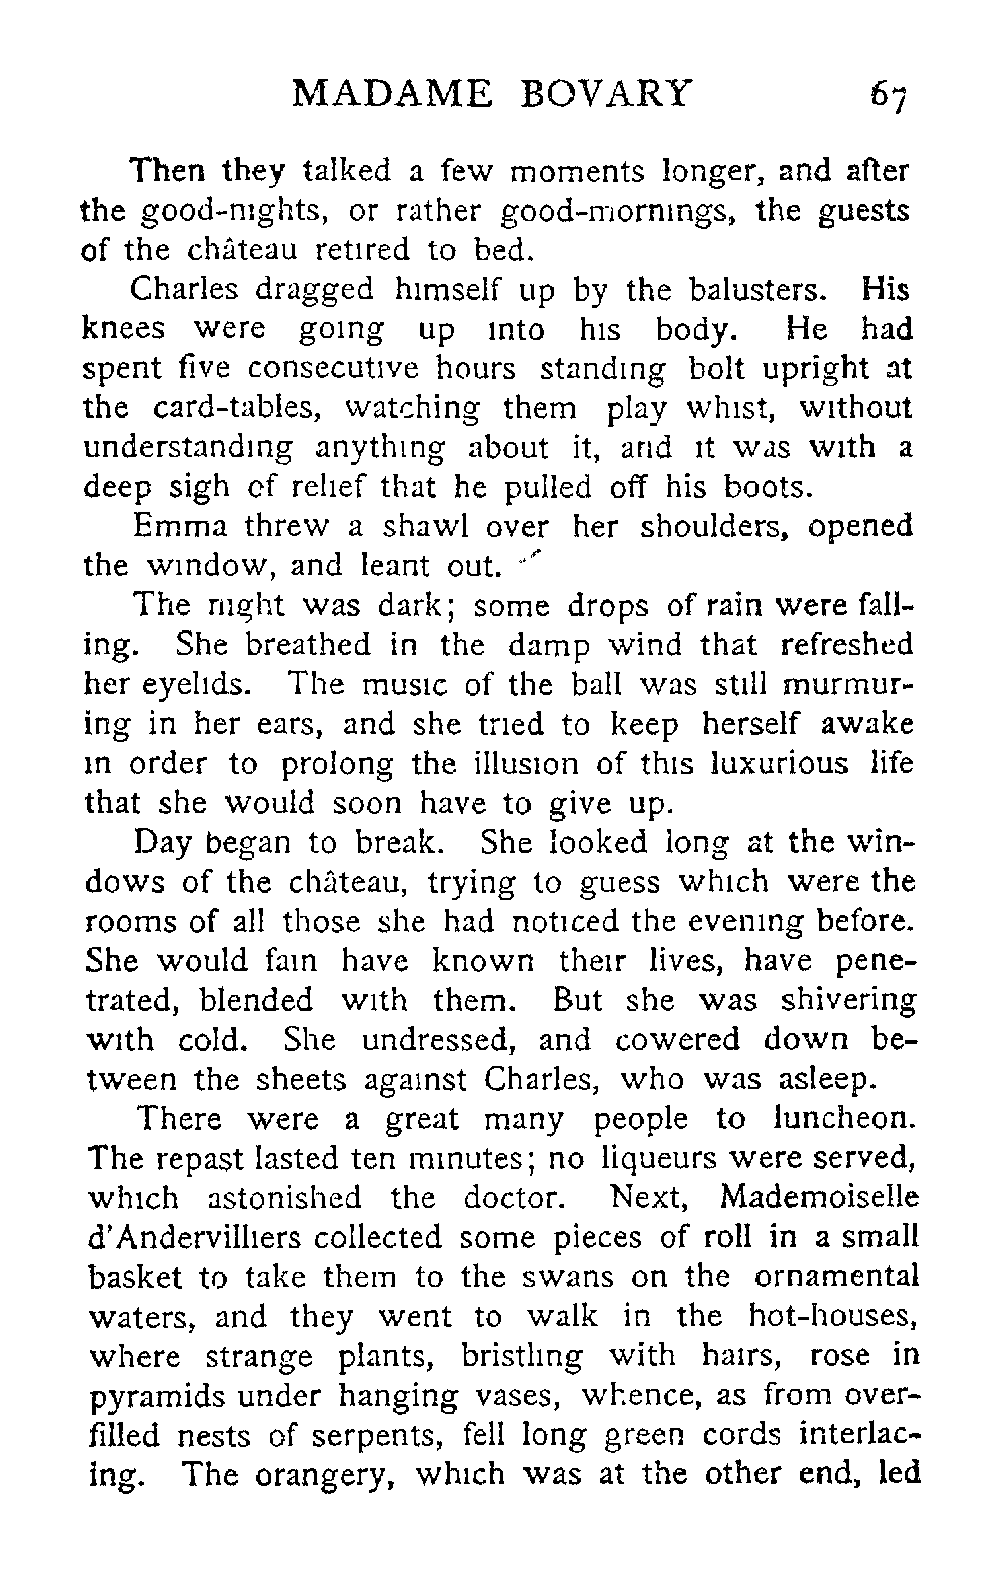 MADAME BOVARY 67
Then they talked a few moments longer, and after
the good-nights, or rather good-mornings, the guests
of the château retired to bed.
Charles dragged himself up by the balusters. His
knees were going up into his body. He had
spent five consecutive hours standing bolt upright at
the card-tables, watching them play whist, without
understanding anything about it, and it was with a
deep sigh of relief that he pulled off his boots.
Emma threw a shawl over her shoulders, opened
the window, and leant out.
The night was dark; some drops of rain were fall-
ing. She breathed in the damp wind that refreshed
her eyelids. The music of the ball was still murmur-
ing in her ears, and she tried to keep herself awake
in order to prolong the illusion of this luxurious life
that she would soon have to give up.
Day began to break. She looked long at the win-
dows of the château, trying to guess which were the
rooms of all those she had noticed the evening before.
She would fain have known their lives, have pene-
trated, blended with them. But she was shivering
with cold. She undressed, and cowered down be-
tween the sheets against Charles, who was asleep.
There were a great many people to luncheon.
The repast lasted ten minutes; no liqueurs were served,
which astonished the doctor. Next, Mademoiselle
d'Andervilliers collected some pieces of roll in a small
basket to take them to the swans on the ornamental
waters, and they went to walk in the hot-houses,
where strange plants, bristling with hairs, rose in
pyramids under hanging vases, whence, as from over-
filled nests of serpents, fell long green cords interlac-
ing. The orangery, which was at the other end, led